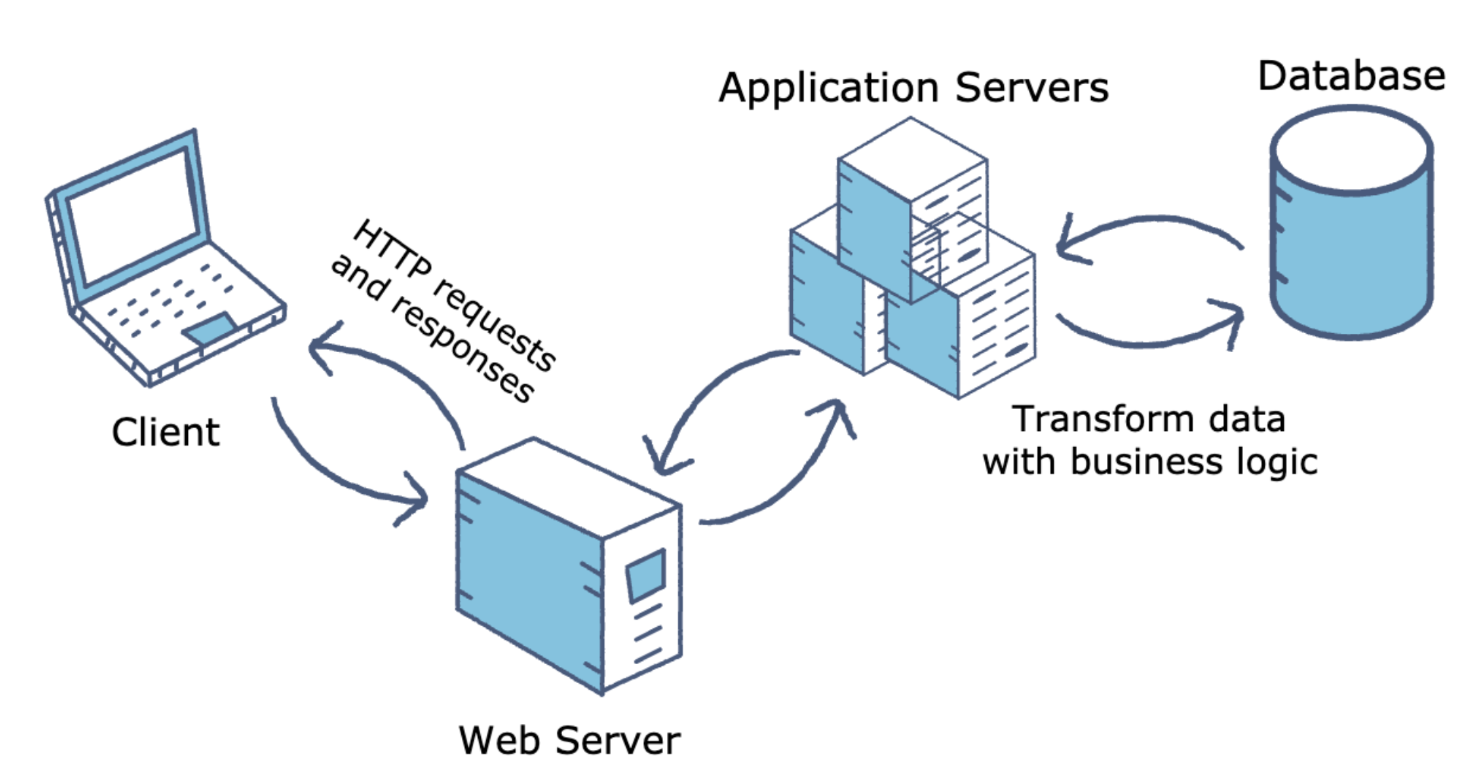 Application Servers
Database
HTTP requests
and responses
Client
Transform data
with business logic
Web Server